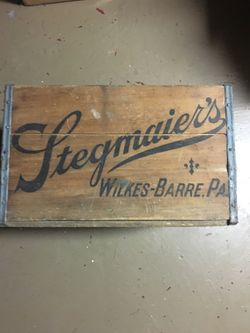 Stegmaier's
WILKES-BARRE, PA.